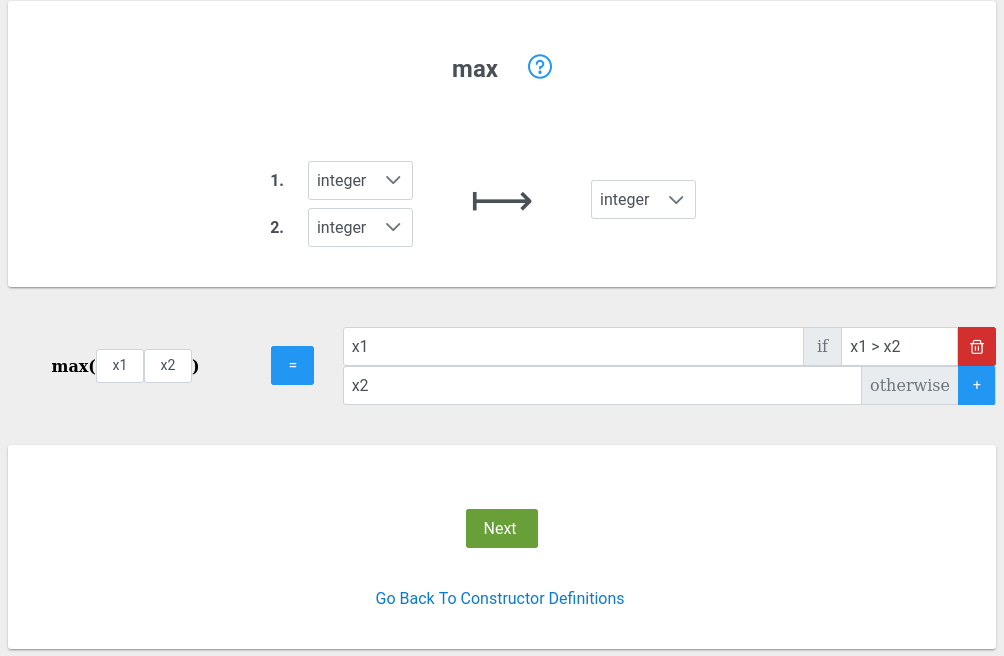 max ?
1. integer
integer
2. integer
max( x1 x2 ) = x1 if x1 > x2
x2 otherwise +
Next
Go Back To Constructor Definitions